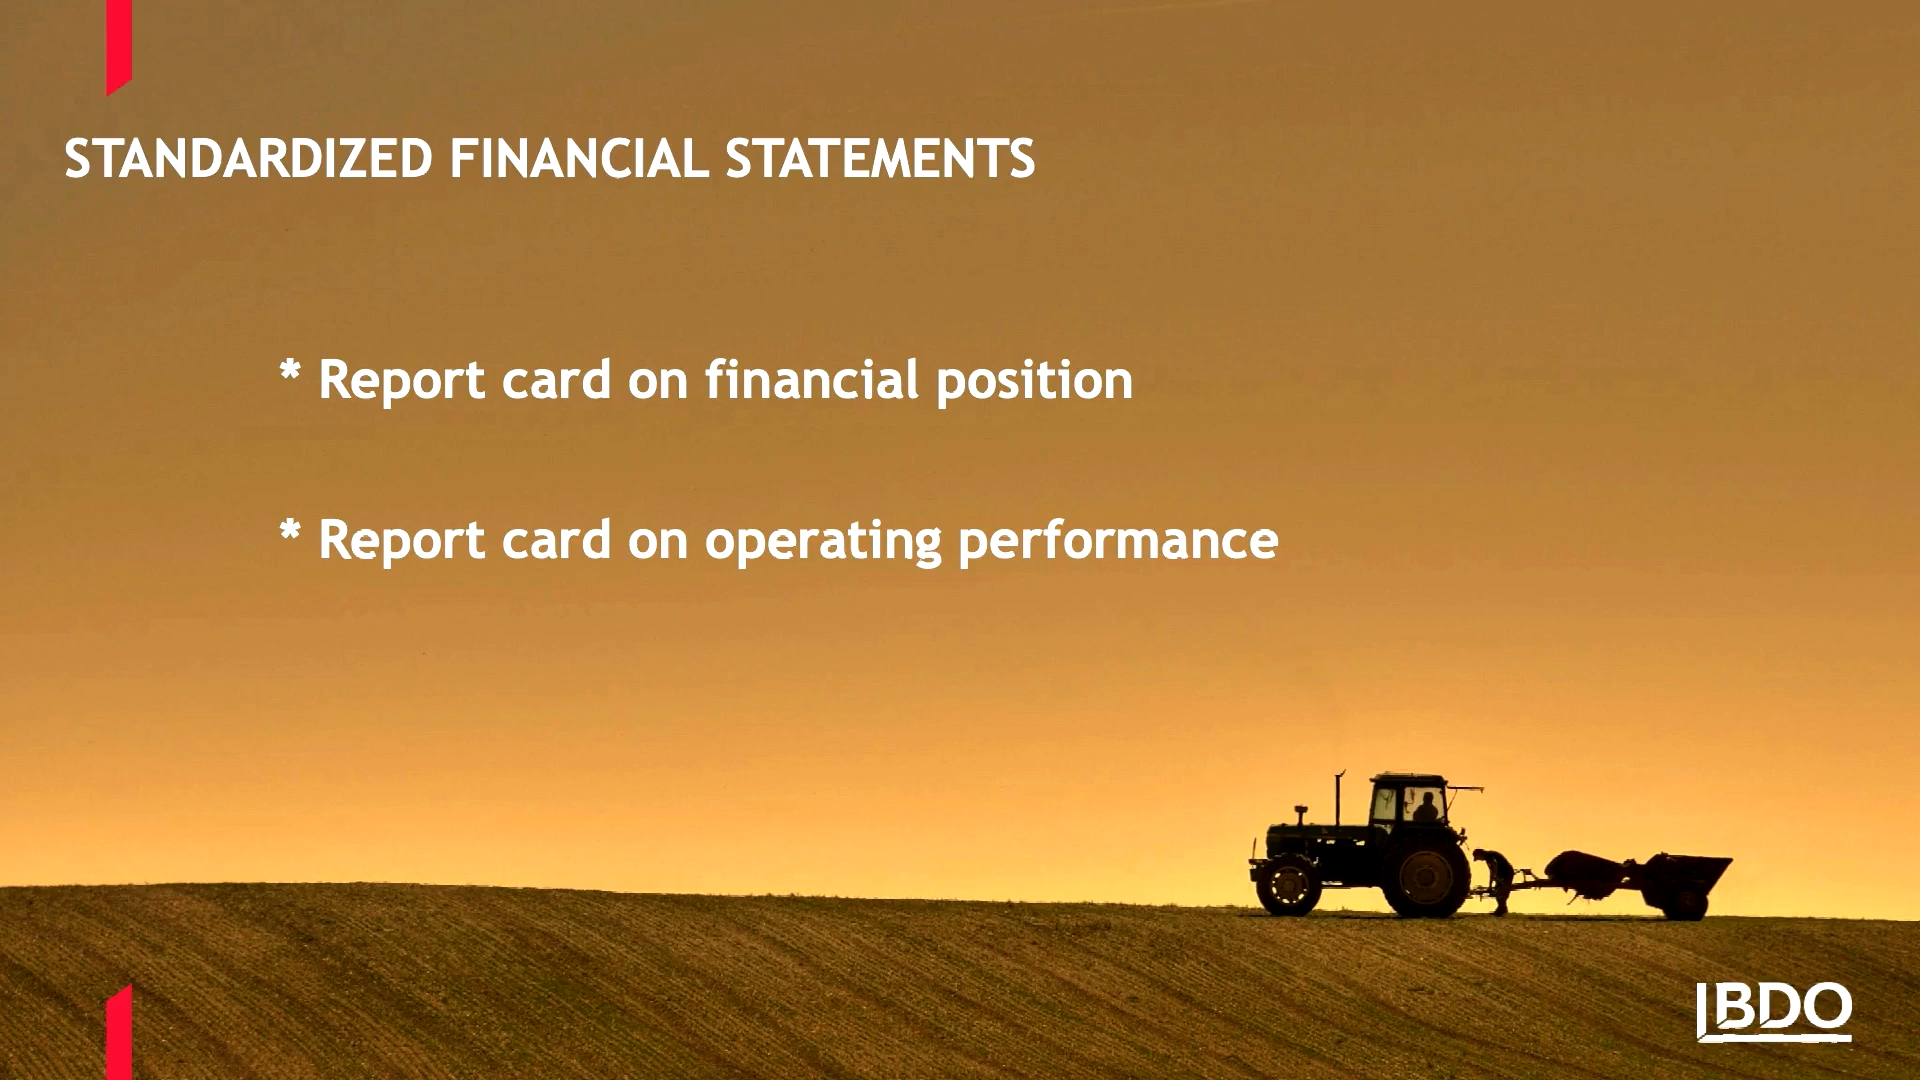 STANDARDIZED FINANCIAL STATEMENTS
* Report card on financial position
* Report card on operating performance
BDO